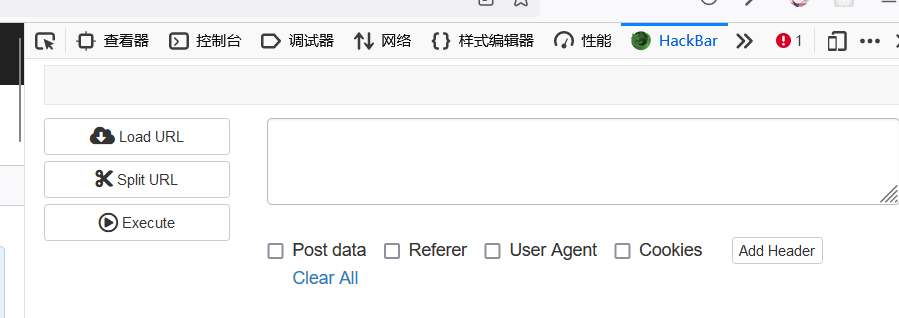 查看器 控制台 调试器 网络 样式编辑器 性能 HackBar 1
Load URL
Split URL
Execute
Post data Referer User Agent Cookies Add Header
Clear All